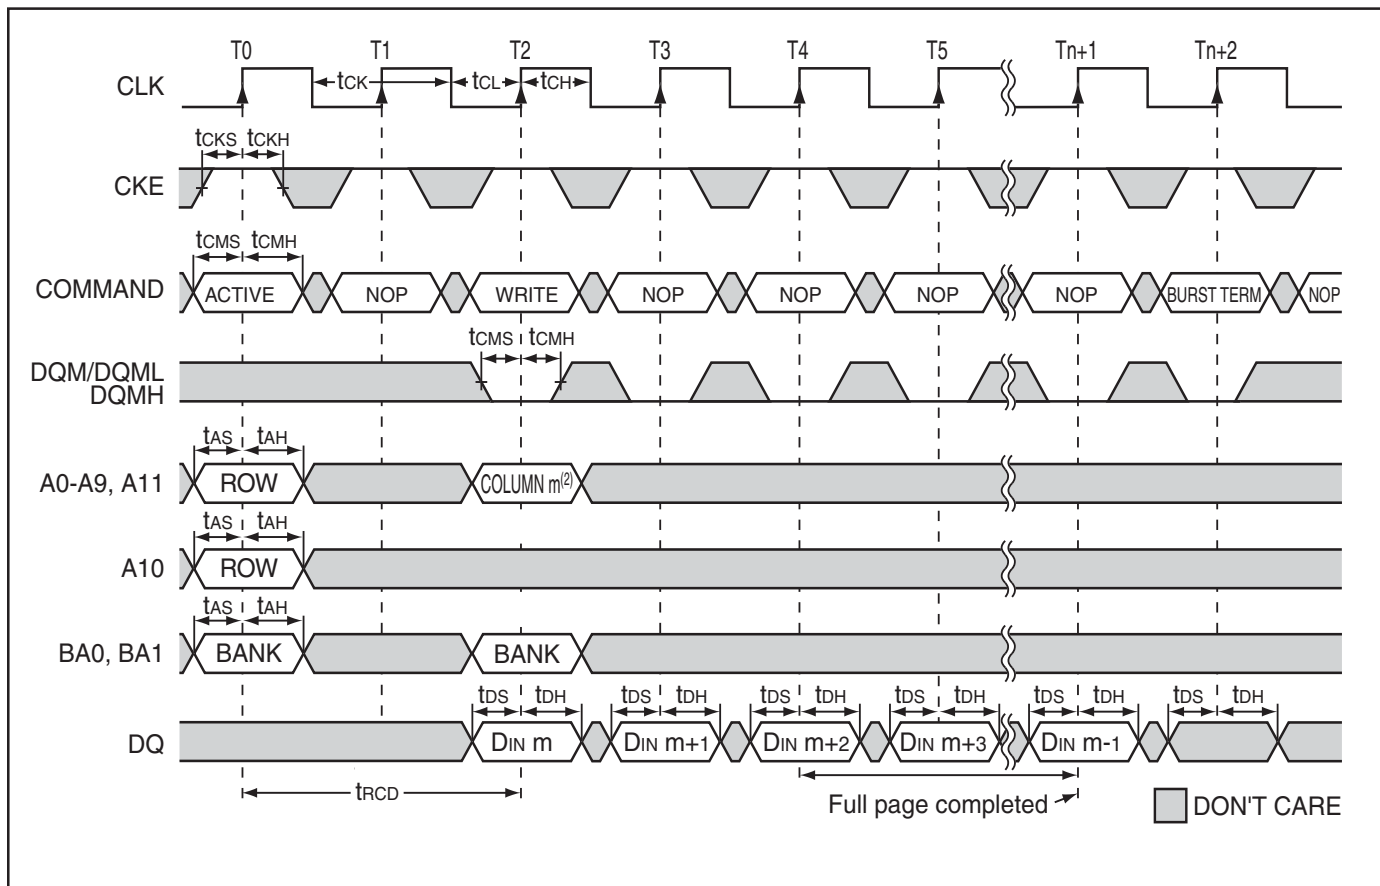 T0 T1 T2 T3 T4 T5 Tn+1 Tn+2
CLK tCK tCL tCH
tCKS tCKH
CKE
tCMS tCMH
COMMAND ACTIVE NOP WRITE NOP NOP NOP NOP BURST TERM NOP
tCMS tCMH
DQM/DQML
DQMH
tAS tAH
A0-A9, A11 ROW COLUMN m(2)
tAS tAH
A10 ROW
tAS tAH
BA0, BA1 BANK BANK
tDS tDH tDS tDH tDS tDH tDS tDH tDS tDH tDS tDH
DQ DIN m DIN m+1 DIN m+2 DIN m+3 DIN m-1
tRCD Full page completed DON'T CARE